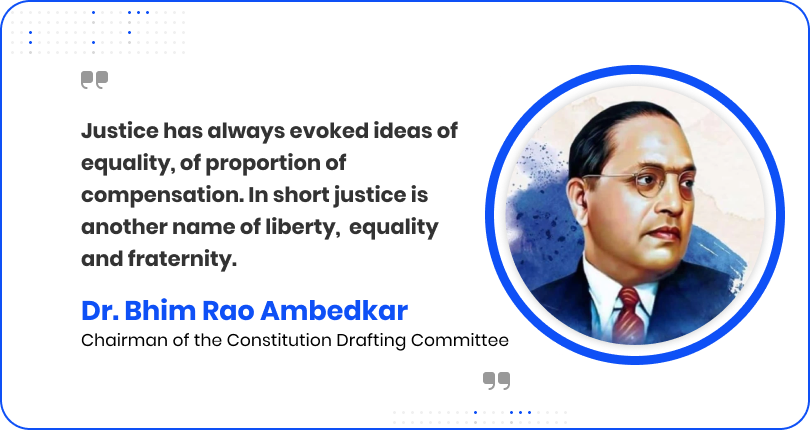 Justice has always evoked ideas of
equality, of proportion of
compensation. In short justice is
another name of liberty,  equality
and fraternity.
Dr. Bhim Rao Ambedkar
Chairman of the Constitution Drafting Committee